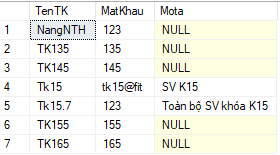 TenTK MatKhau Mota
1 NangNTH 123 NULL
2 TK135 135 NULL
3 TK145 145 NULL
4 Tk15 tk15@fit SV K15
5 Tk15.7 123 Toàn bộ SV khóa K15
6 TK155 155 NULL
7 TK165 165 NULL